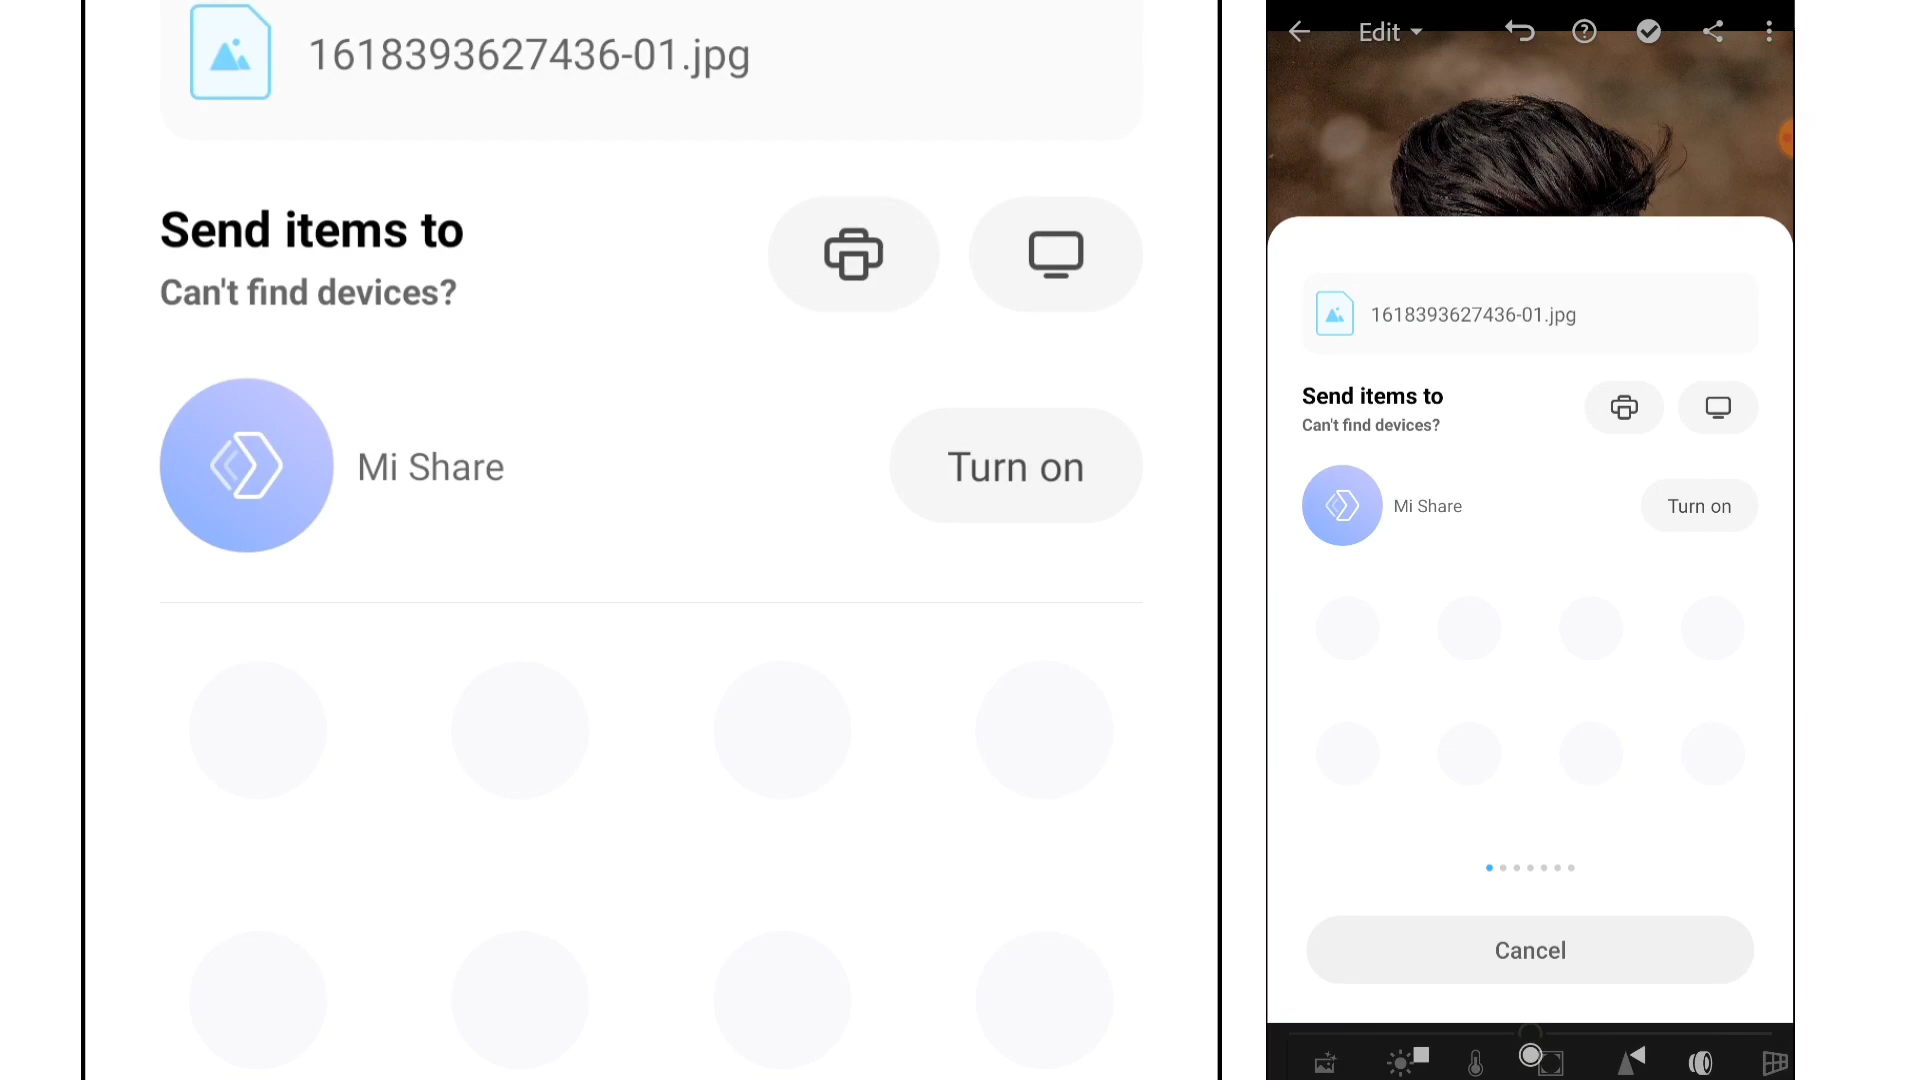 1618393627436-01.jpg
Send items to
Can't find devices?
Mi Share
Turn on
Edit
1618393627436-01.jpg
Send items to
Can't find devices?
Mi Share
Turn on
Cancel